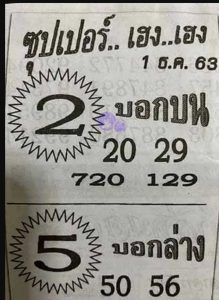 ซุปเปอร์.. เฮง..เฮง
1 ธ.ค. 63
2 บอกบน
20 29
720 129
5 บอกล่าง
50 56